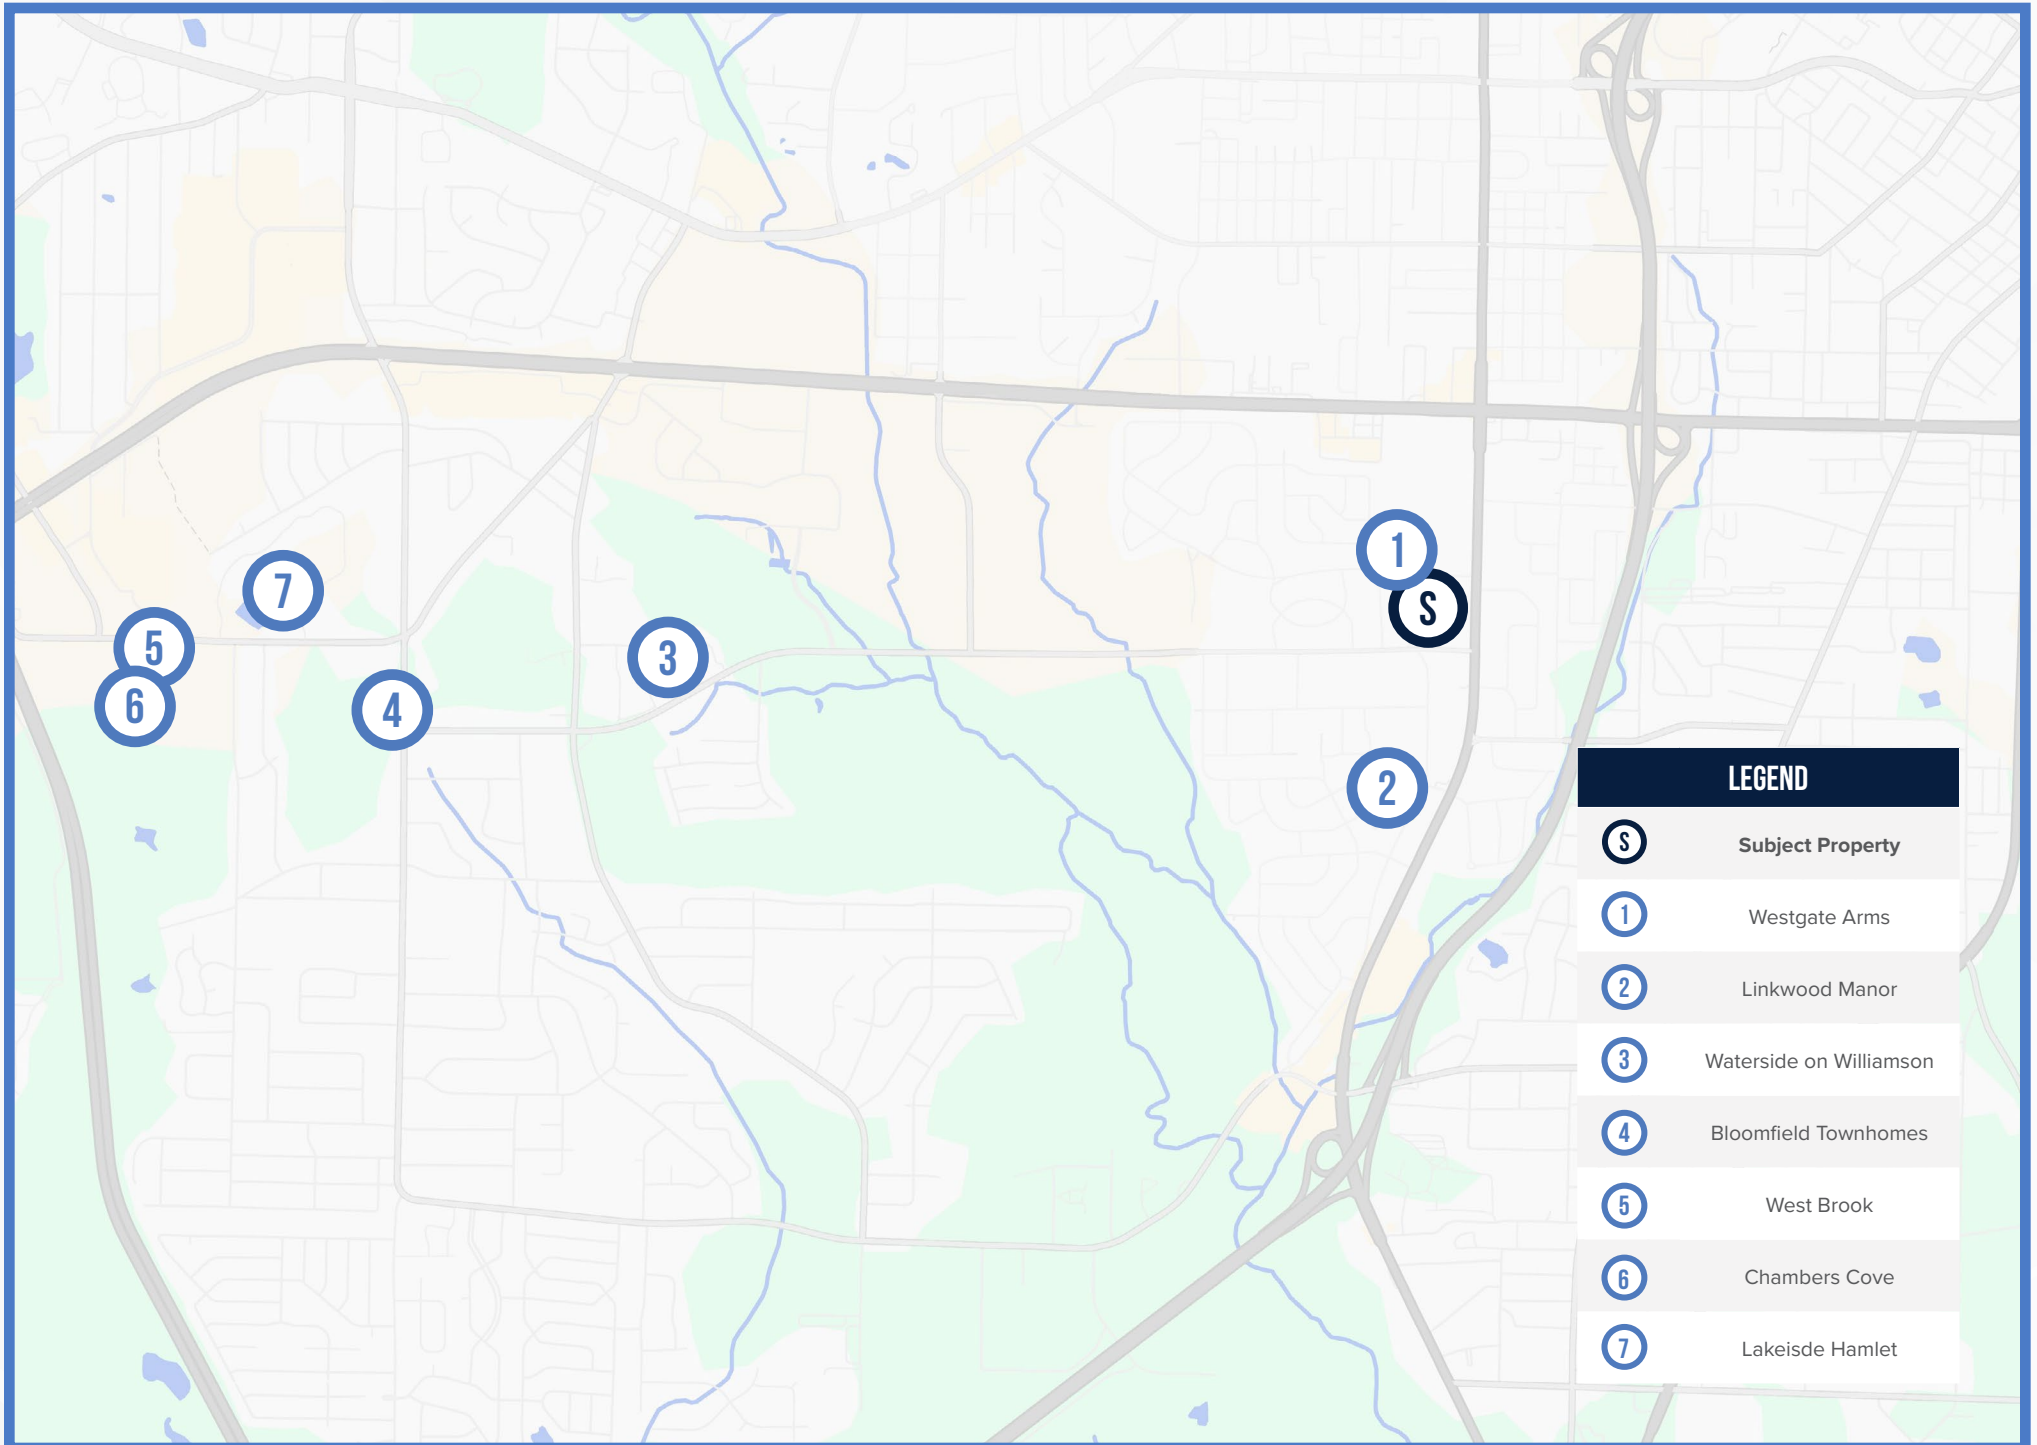 1
S
7
5
3
6
4
2
LEGEND
S Subject Property
1 Westgate Arms
2 Linkwood Manor
3 Waterside on Williamson
4 Bloomfield Townhomes
5 West Brook
6 Chambers Cove
7 Lakeisde Hamlet